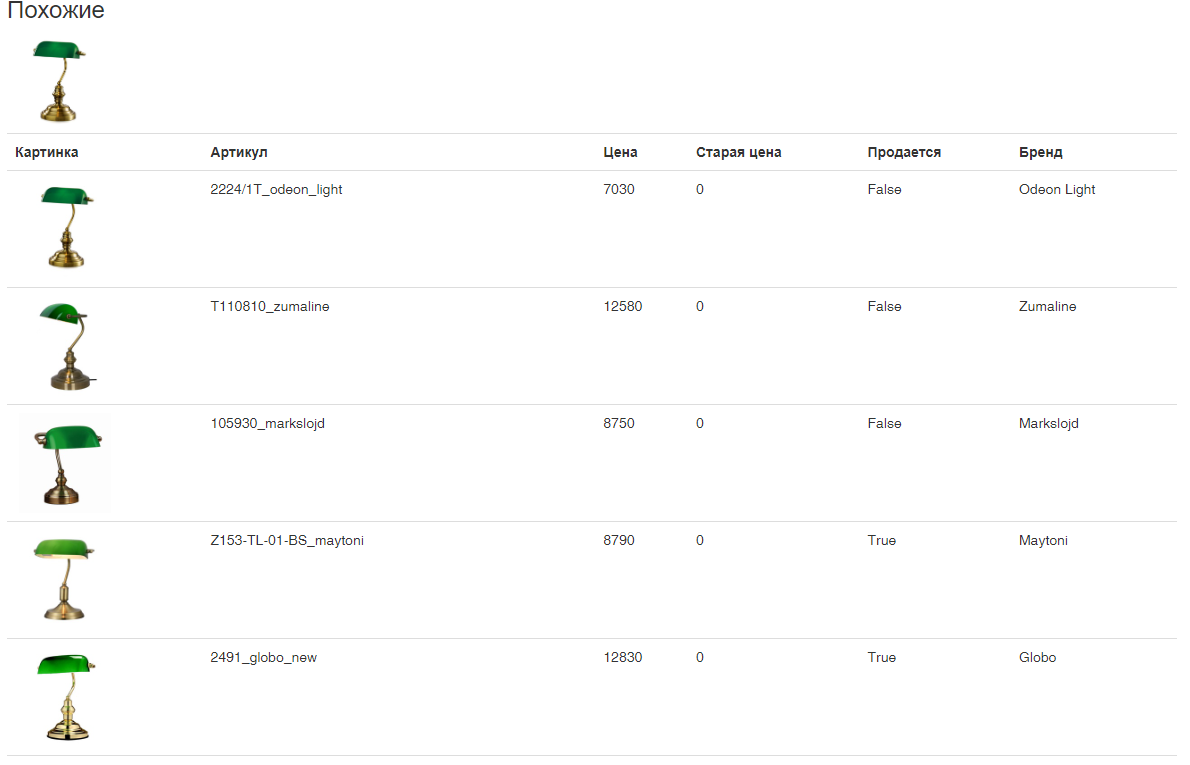 Похожие
Картинка Артикул Цена Старая цена Продается Бренд
2224/1T_odeon_light 7030 0 False Odeon Light
T110810_zumaline 12580 0 False Zumaline
105930_markslojd 8750 0 False Markslojd
Z153-TL-01-BS_maytoni 8790 0 True Maytoni
2491_globo_new 12830 0 True Globo